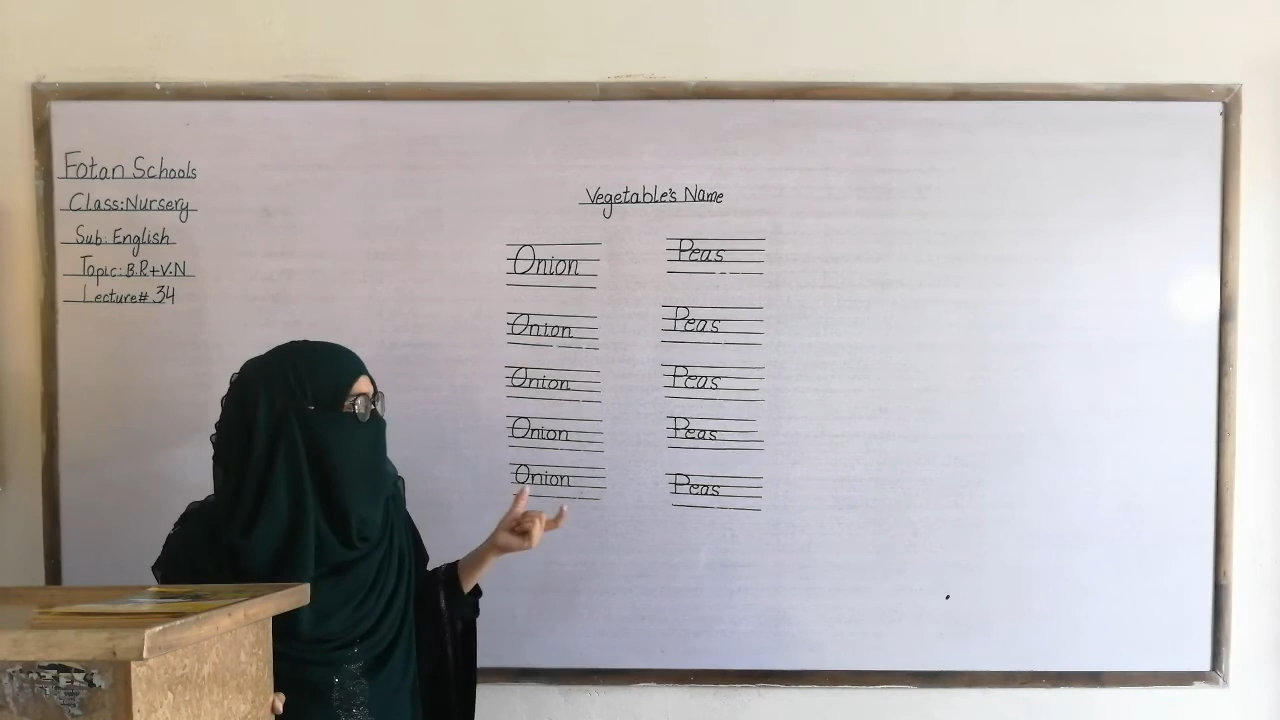 Fotan Schools
Class: Nursery
Sub: English
Topic: B.R+V.N
Lecture# 34
Vegetable's Name
Onion Peas
Onion Peas
Onion Peas
Onion Peas
Onion Peas